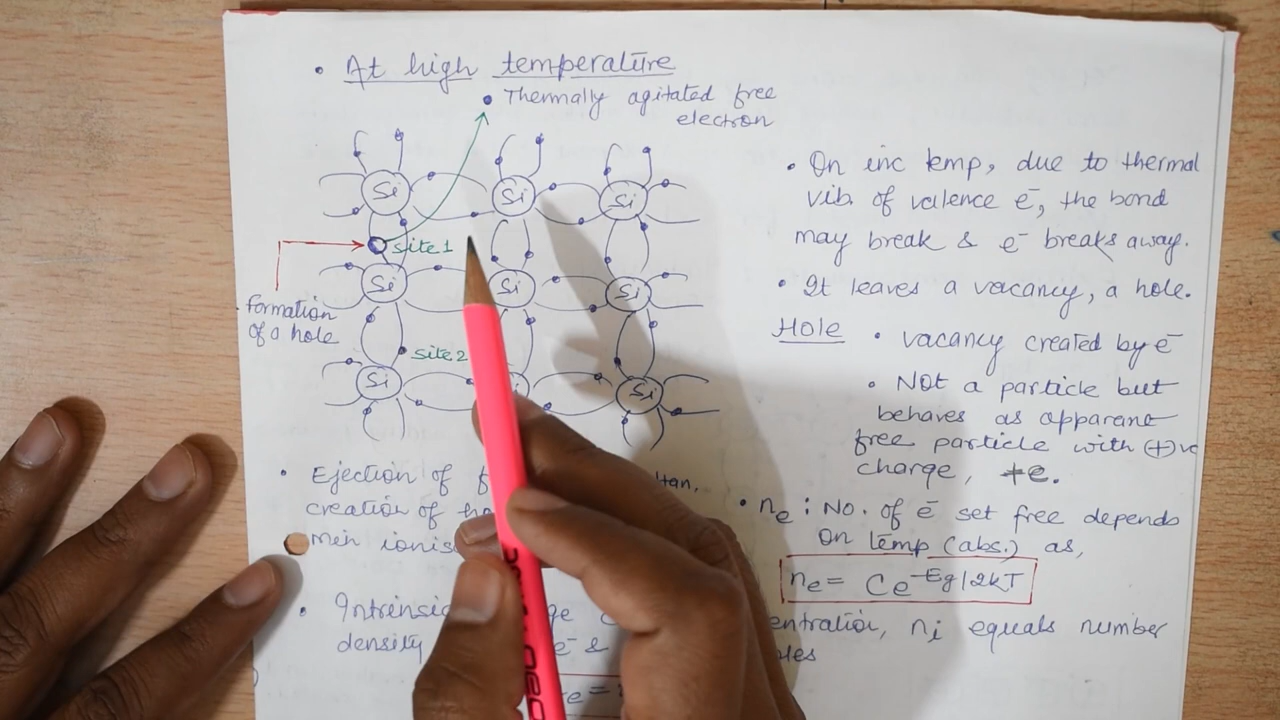 • At high temperature
• Thermally agitated free
electron
Si Si Si
site 1
Si Si Si
Formation
of a hole
site 2
Si Si Si
• Ejection of
creation of
ionis
• Intrinsic
density e̅ &
• On inc temp, due to thermal
vib. of valence e̅, the bond
may break & e⁻ breaks away.
• It leaves a vacancy, a hole.
Hole • vacancy created by e̅
• NOT a particle but
behaves as apparent
free particle with (+)ve
charge, +e.
• ne : No. of e̅ set free depends
on temp (abs.) as,
ne = Ce^-Eg/2kT
ni equals number